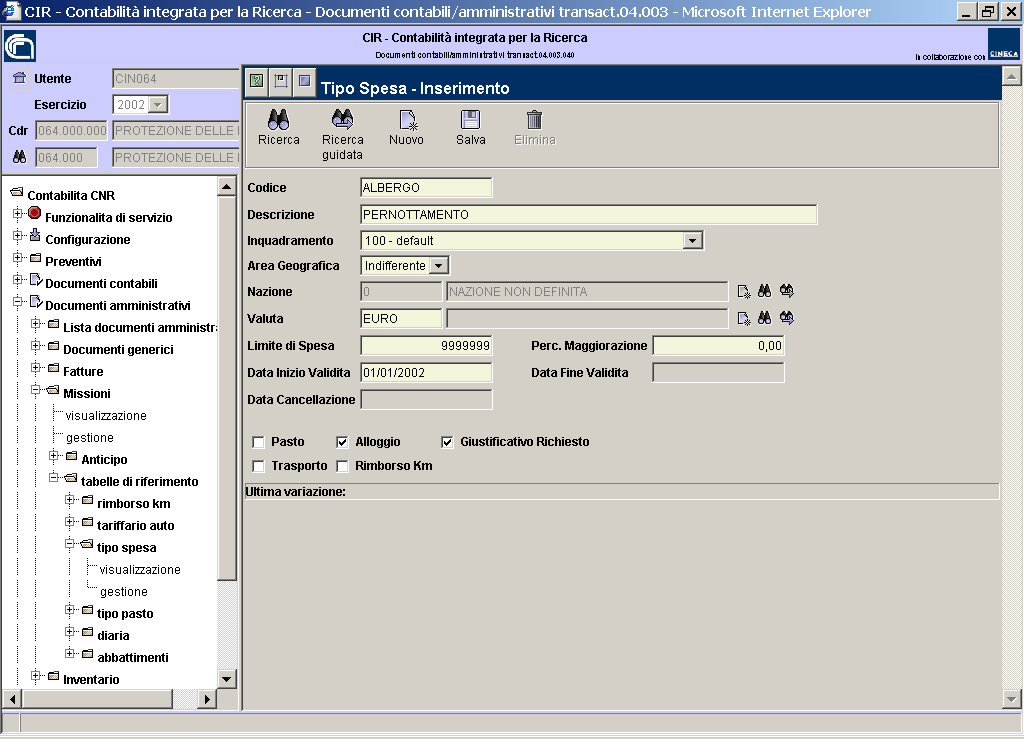 CIR - Contabilità integrata per la Ricerca - Documenti contabili/amministrativi transact.04.003 - Microsoft Internet Explorer
CIR - Contabilità integrata per la Ricerca
Documenti contabili/amministrativi transact.04.003.040
In collaborazione con CINECA
Utente CIN064
Esercizio 2002
Cdr 064.000.000 PROTEZIONE DELLE
064.000 PROTEZIONE DELLE
Contabilita CNR
Funzionalita di servizio
Configurazione
Preventivi
Documenti contabili
Documenti amministrativi
Lista documenti amministra
Documenti generici
Fatture
Missioni
visualizzazione
gestione
Anticipo
tabelle di riferimento
rimborso km
tariffario auto
tipo spesa
visualizzazione
gestione
tipo pasto
diaria
abbattimenti
Inventario
Tipo Spesa - Inserimento
Ricerca
Ricerca guidata
Nuovo
Salva
Elimina
Codice ALBERGO
Descrizione PERNOTTAMENTO
Inquadramento 100 - default
Area Geografica Indifferente
Nazione 0 NAZIONE NON DEFINITA
Valuta EURO
Limite di Spesa 9999999 Perc. Maggiorazione 0,00
Data Inizio Validita 01/01/2002 Data Fine Validita
Data Cancellazione
Pasto Alloggio Giustificativo Richiesto
Trasporto Rimborso Km
Ultima variazione: